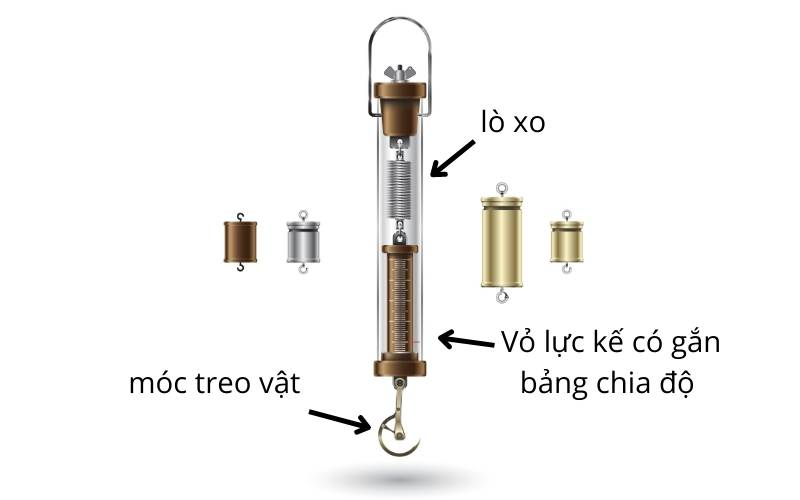 lò xo
Vỏ lực kế có gắn
bảng chia độ
móc treo vật